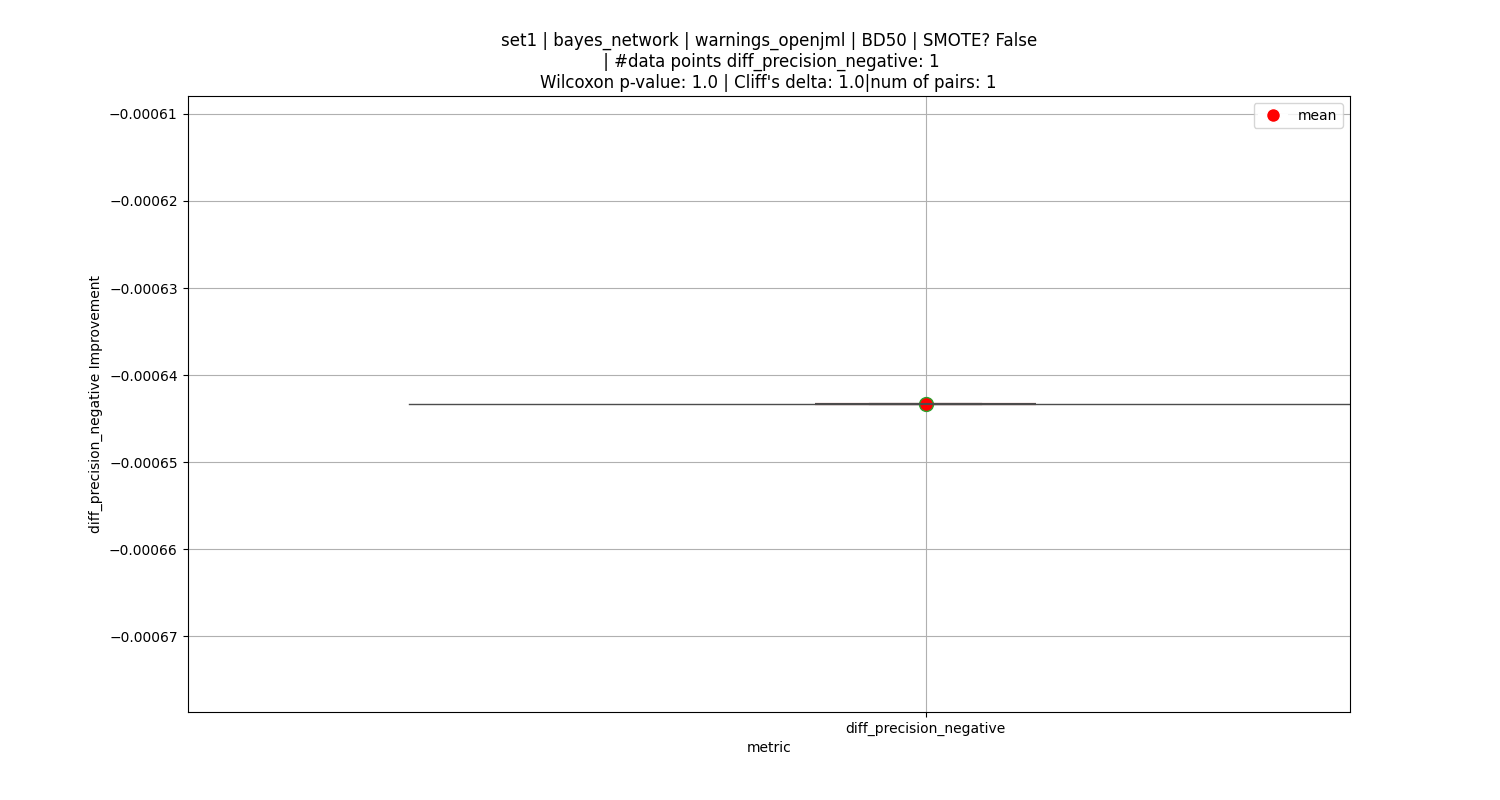 set1 | bayes_network | warnings_openjml | BD50 | SMOTE? False
| #data points diff_precision_negative: 1
Wilcoxon p-value: 1.0 | Cliff's delta: 1.0|num of pairs: 1
mean
−0.00061
−0.00062
−0.00063
−0.00064
−0.00065
−0.00066
−0.00067
diff_precision_negative Improvement
diff_precision_negative
metric